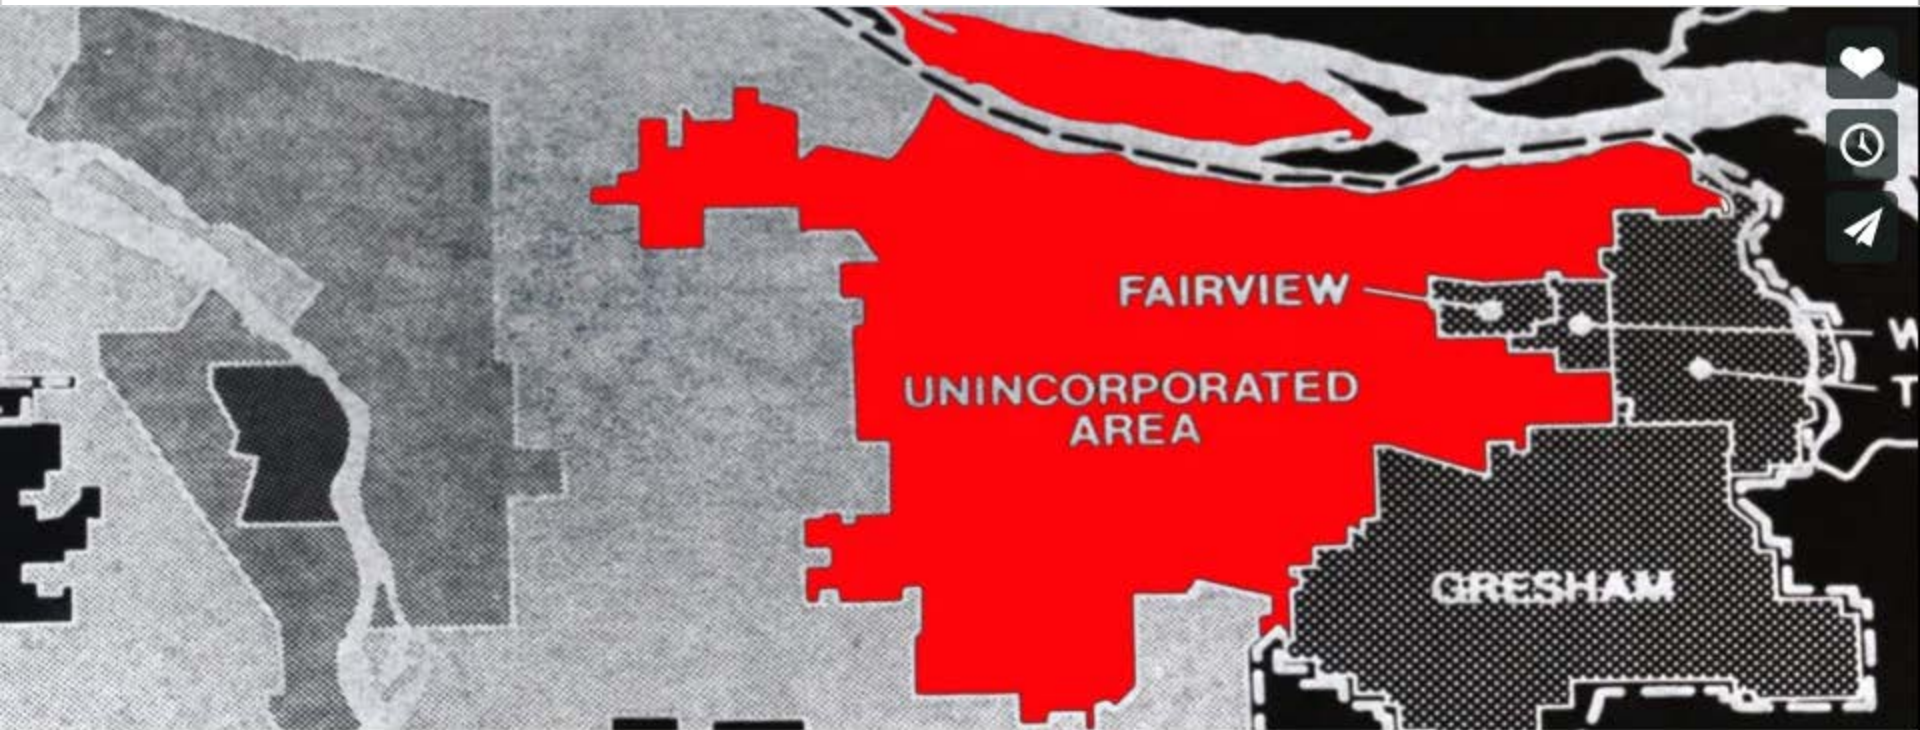 FAIRVIEW
UNINCORPORATED
AREA
GRESHAM
W
T